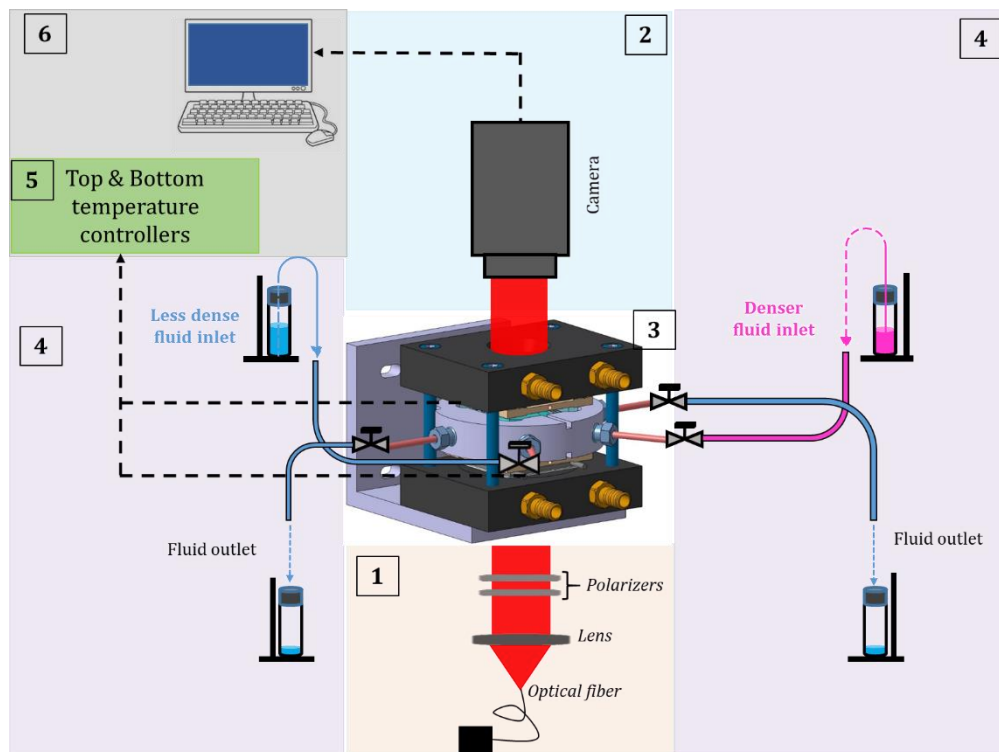 6
2
4
5
Top & Bottom
temperature
controllers
Camera
Less dense
fluid inlet
Denser
fluid inlet
3
4
Fluid outlet
Fluid outlet
1
Polarizers
Lens
Optical fiber